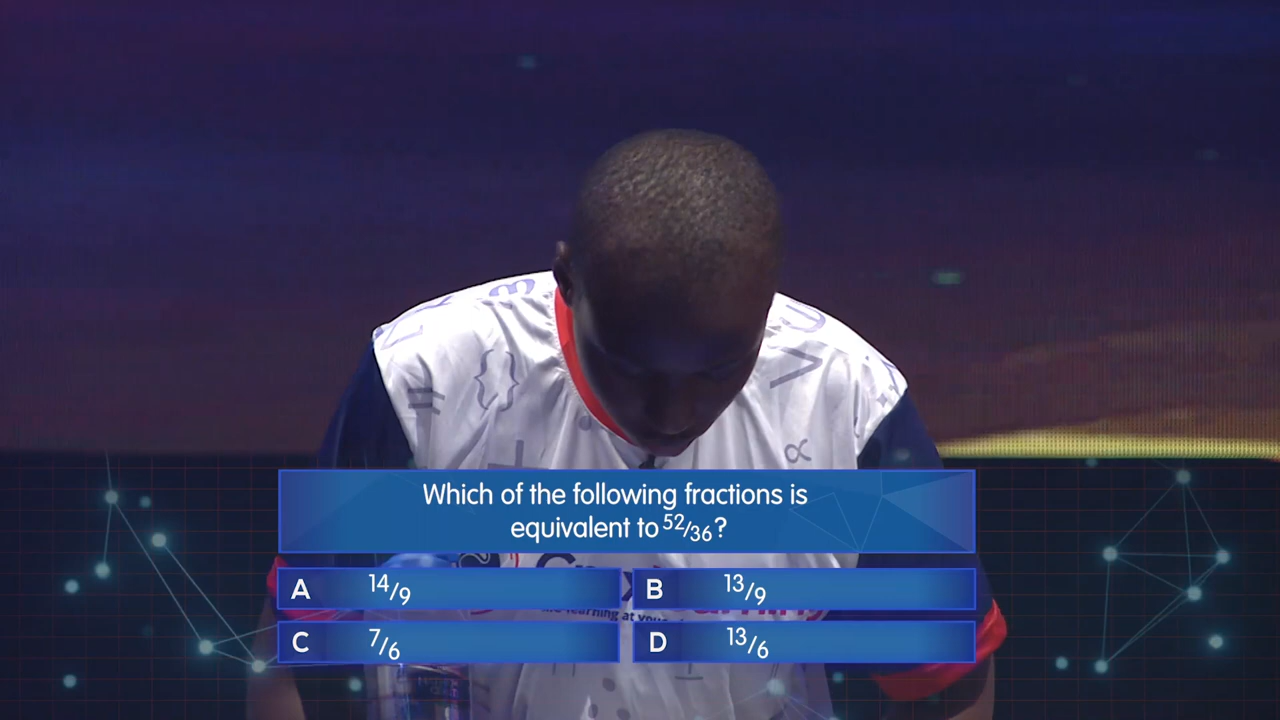 Which of the following fractions is
equivalent to 52/36?
A 14/9
B 13/9
C 7/6
D 13/6